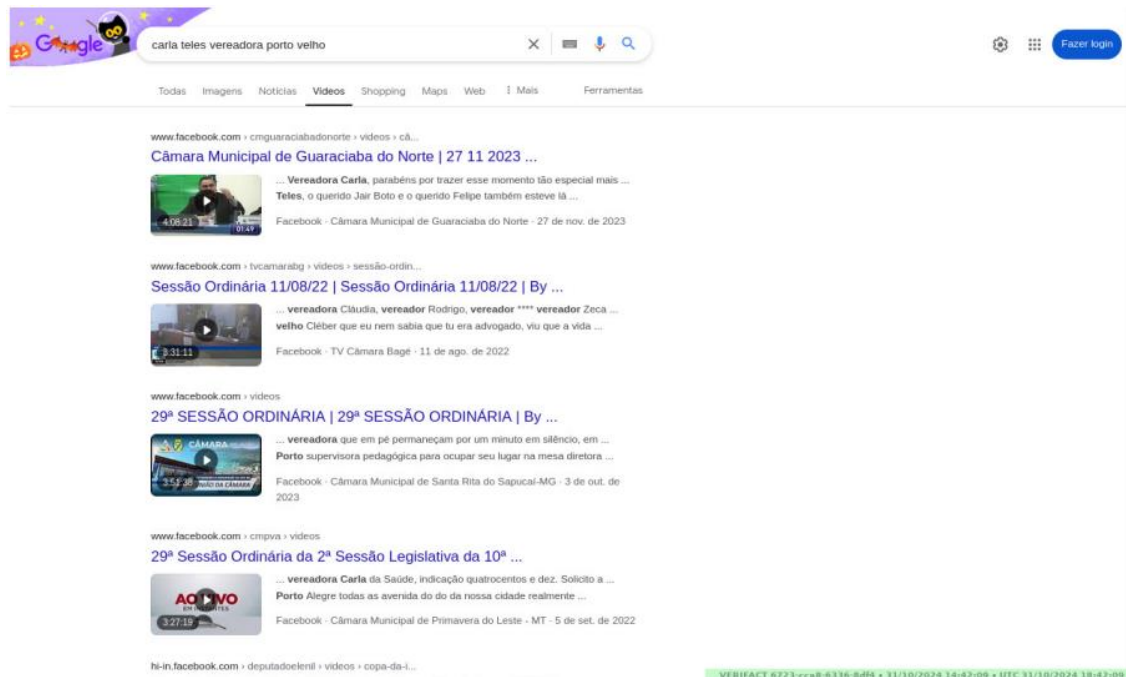 Google
carla teles vereadora porto velho
Fazer login
Todas Imagens Notícias Vídeos Shopping Maps Web Mais Ferramentas
www.facebook.com › cmguaraciabadonorte › videos › câ...
Câmara Municipal de Guaraciaba do Norte | 27 11 2023 ...
... Vereadora Carla, parabéns por trazer esse momento tão especial mais ...
Teles, o querido Jair Boto e o querido Felipe também esteve lá ...
4:08:21
01:49
Facebook · Câmara Municipal de Guaraciaba do Norte · 27 de nov. de 2023
www.facebook.com › tvcamarabg › videos › sessão-ordin...
Sessão Ordinária 11/08/22 | Sessão Ordinária 11/08/22 | By ...
... vereadora Cláudia, vereador Rodrigo, vereador **** vereador Zeca ...
velho Cléber que eu nem sabia que tu era advogado, viu que a vida ...
3:31:11
Facebook · TV Câmara Bagé · 11 de ago. de 2022
www.facebook.com › videos
29ª SESSÃO ORDINÁRIA | 29ª SESSÃO ORDINÁRIA | By ...
CÂMARA
... vereadora que em pé permaneçam por um minuto em silêncio, em ...
Porto supervisora pedagógica para ocupar seu lugar na mesa diretora ...
3:51:38
Facebook · Câmara Municipal de Santa Rita do Sapucaí-MG · 3 de out. de
2023
www.facebook.com › cmpva › videos
29ª Sessão Ordinária da 2ª Sessão Legislativa da 10ª ...
... vereadora Carla da Saúde, indicação quatrocentos e dez. Solicito a ...
Porto Alegre todas as avenida do do da nossa cidade realmente ...
AO VIVO
EM INSTANTES
3:27:19
Facebook · Câmara Municipal de Primavera do Leste - MT · 5 de set. de 2022
hi-in.facebook.com › deputadoelenil › videos › copa-da-i...